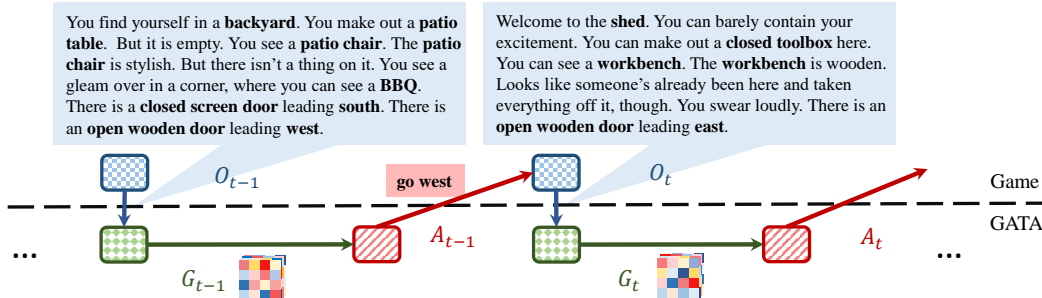 You find yourself in a backyard. You make out a patio
table. But it is empty. You see a patio chair. The patio
chair is stylish. But there isn't a thing on it. You see a
gleam over in a corner, where you can see a BBQ.
There is a closed screen door leading south. There is
an open wooden door leading west.
Welcome to the shed. You can barely contain your
excitement. You can make out a closed toolbox here.
You can see a workbench. The workbench is wooden.
Looks like someone's already been here and taken
everything off it, though. You swear loudly. There is an
open wooden door leading east.
O_{t−1}
go west
O_t
Game
GATA
...
A_{t−1}
A_t
...
G_{t−1}
G_t